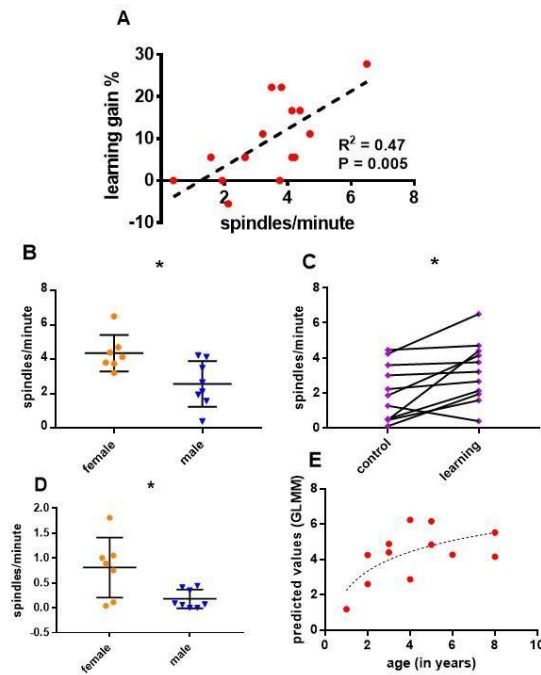 A
learning gain %
30
20
10
0
-10
2 4 6 8
R² = 0.47
P = 0.005
spindles/minute
B
*
spindles/minute
8
6
4
2
0
female male
C
*
spindles/minute
8
6
4
2
0
control learning
D
*
spindles/minute
2.0
1.5
1.0
0.5
0.0
-0.5
female male
E
predicted values (GLMM)
8
6
4
2
0
0 2 4 6 8 10
age (in years)